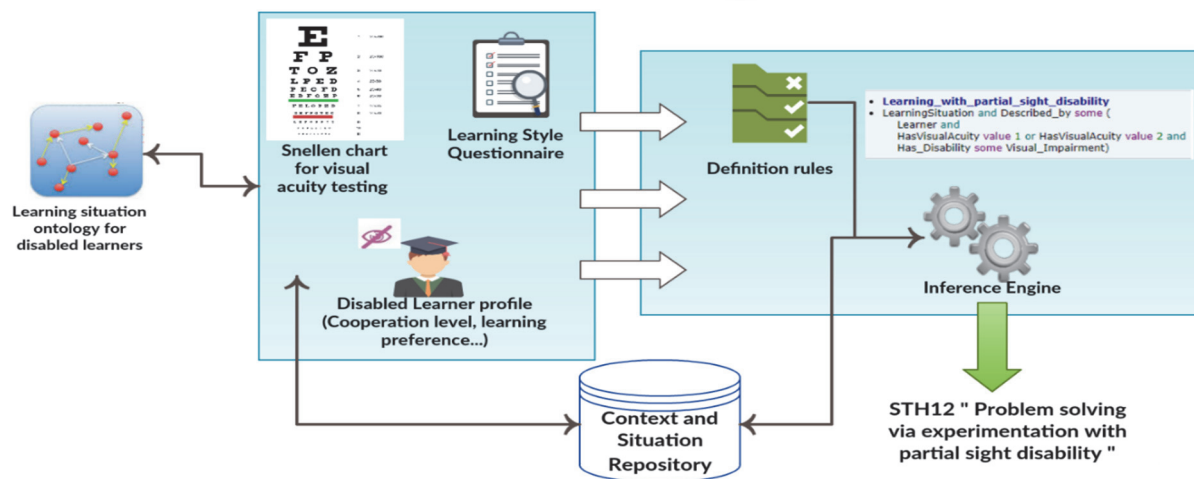 E
F P
T O Z
L P E D
P E C F D
E D F C Z P
Snellen chart
for visual
acuity testing
Learning Style
Questionnaire
Learning situation
ontology for
disabled learners
Disabled Learner profile
(Cooperation level, learning
preference...)
Definition rules
• Learning_with_partial_sight_disability
• LearningSituation and Described_by some (
Learner and
HasVisualAcuity value 1 or HasVisualAcuity value 2 and
Has_Disability some Visual_Impairment)
Inference Engine
Context and
Situation
Repository
STH12 " Problem solving
via experimentation with
partial sight disability "